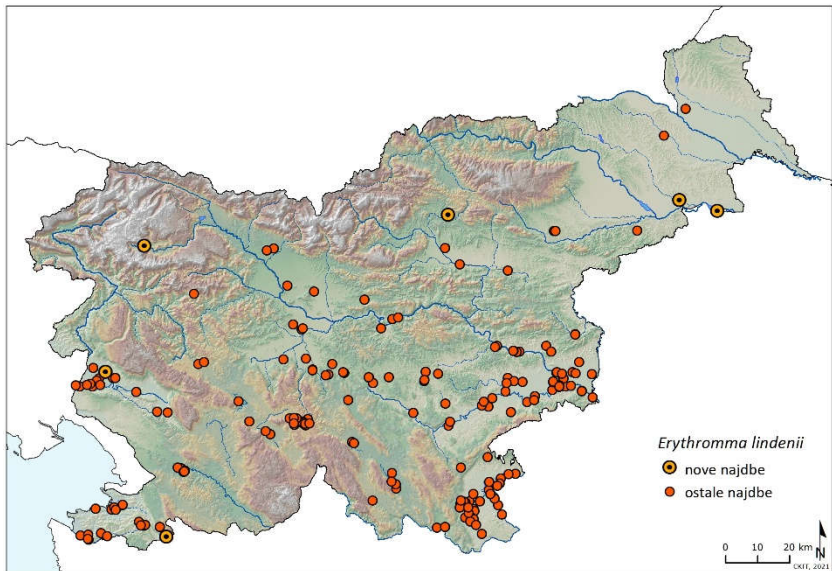 Erythromma lindenii
nove najdbe
ostale najdbe
0 10 20 km
N
CKFF, 2021